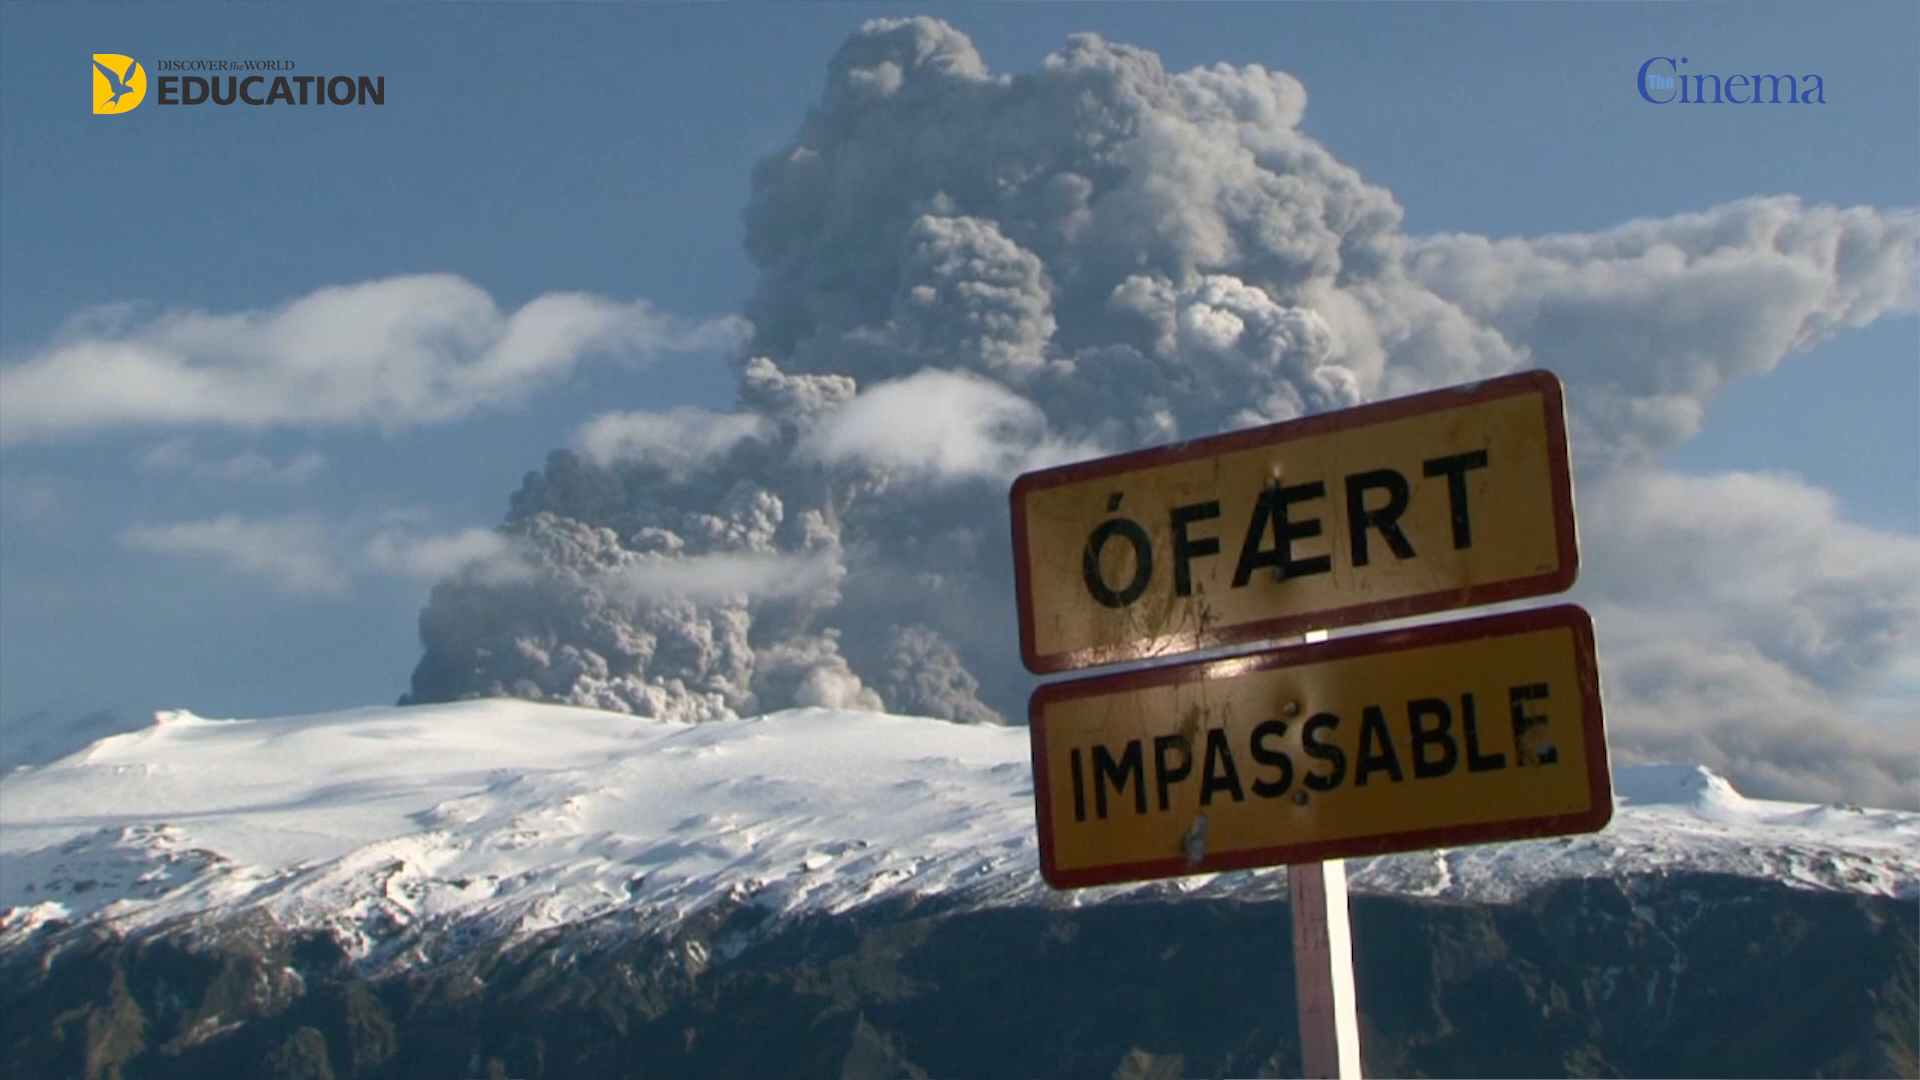 DISCOVER the WORLD
EDUCATION
The Cinema
ÓFÆRT
IMPASSABLE